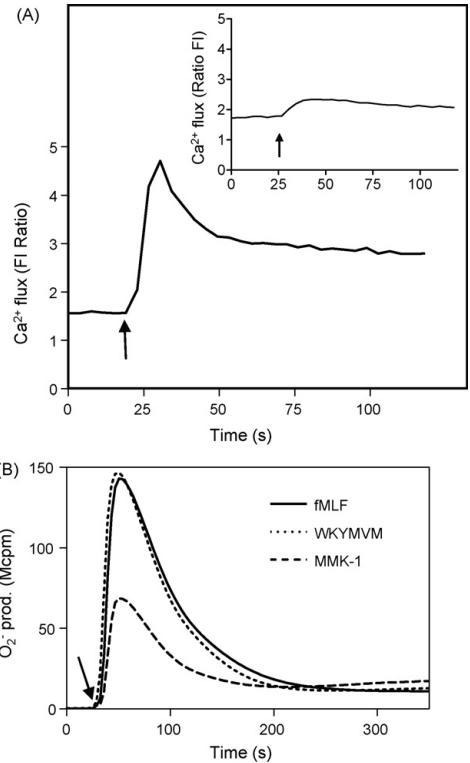 (A)
Ca²⁺ flux (FI Ratio)
5
4
3
2
1
0
0 25 50 75 100
Time (s)
Ca²⁺ flux (Ratio FI)
5
4
3
2
1
0
0 25 50 75 100
(B)
O₂⁻ prod. (Mcpm)
150
100
50
0
0 100 200 300
Time (s)
fMLF
WKYMVM
MMK-1